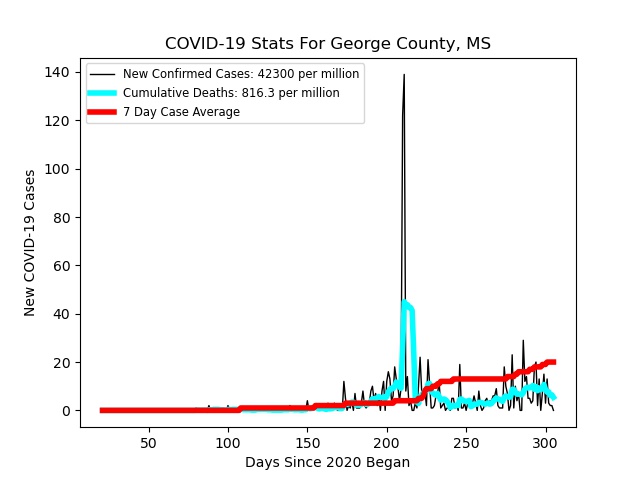 COVID-19 Stats For George County, MS
New Confirmed Cases: 42300 per million
Cumulative Deaths: 816.3 per million
7 Day Case Average
New COVID-19 Cases
140
120
100
80
60
40
20
0
50 100 150 200 250 300
Days Since 2020 Began